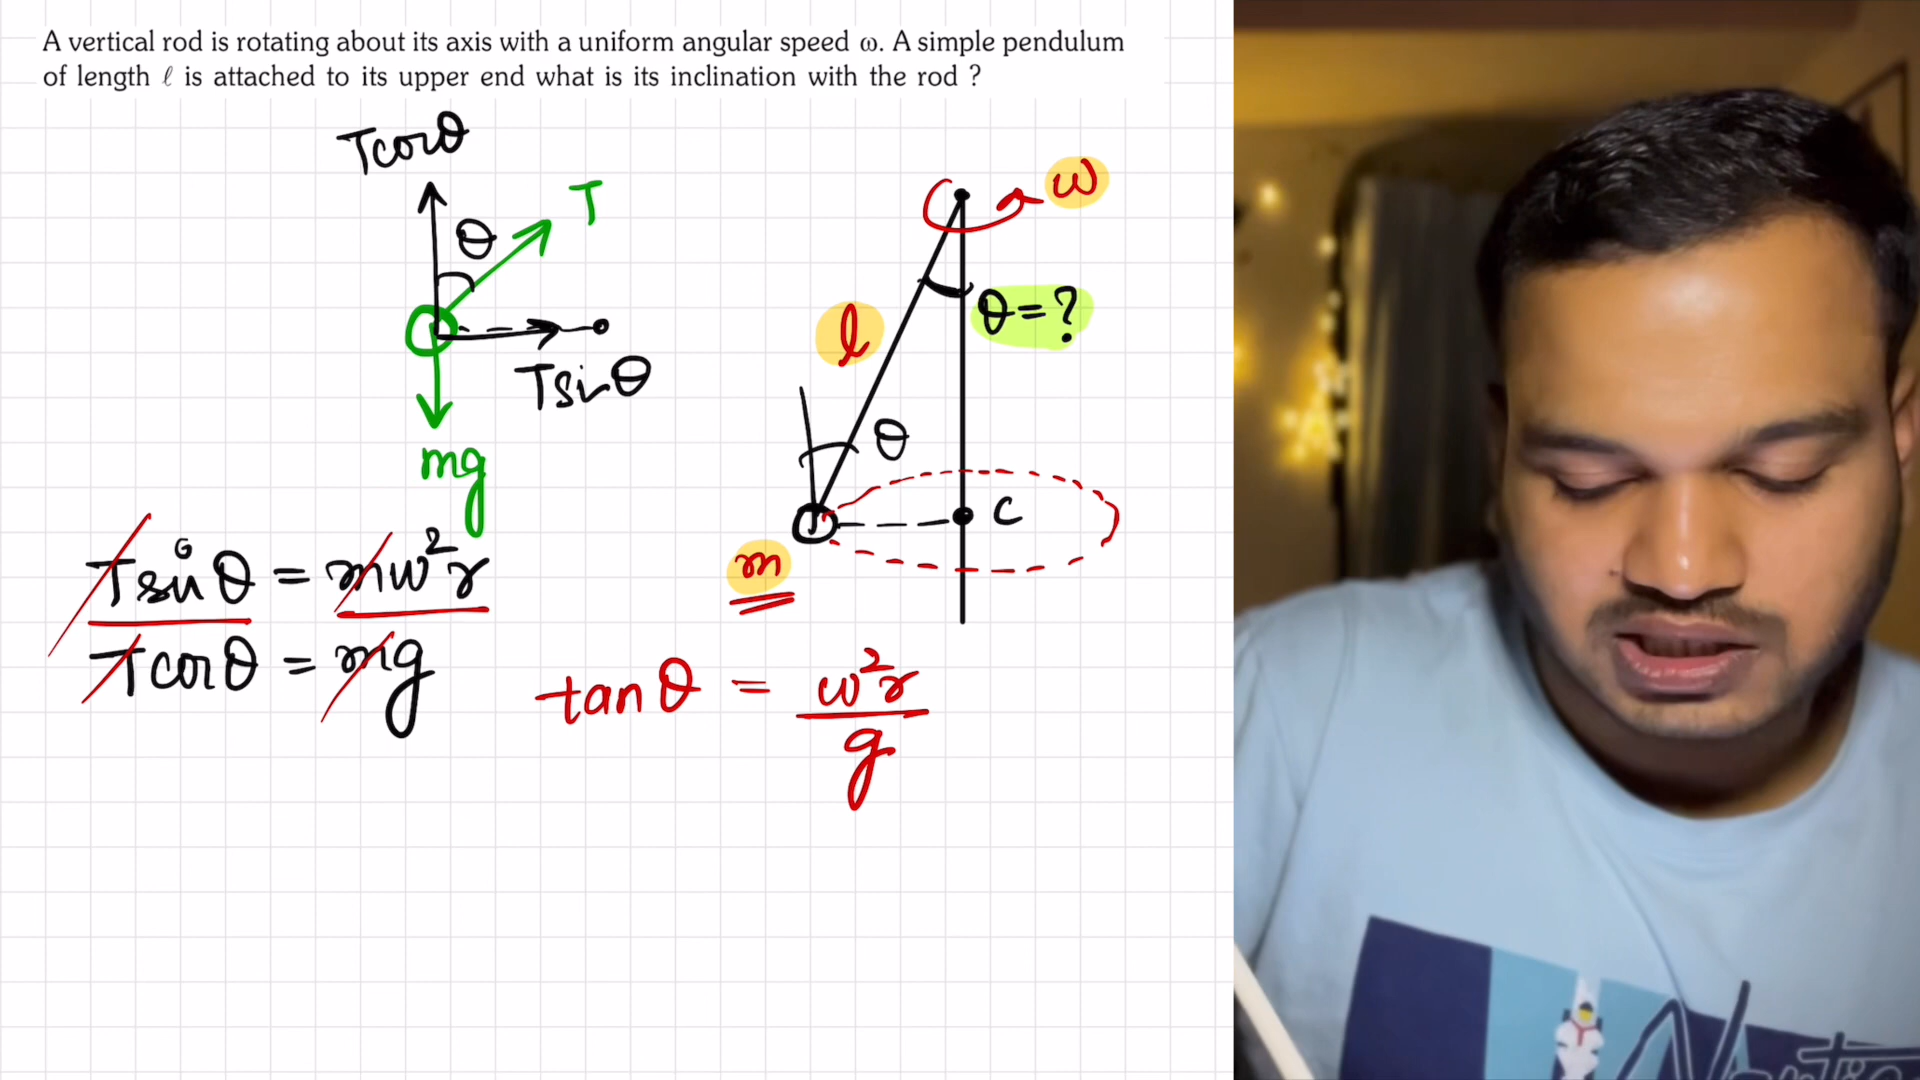 A vertical rod is rotating about its axis with a uniform angular speed ω. A simple pendulum
of length ℓ is attached to its upper end what is its inclination with the rod ?
Tcosθ
θ
T
Tsinθ
mg
ω
θ=?
l
θ
C
m
Tsinθ = mω²r
Tcosθ = mg
tanθ = ω²r
g